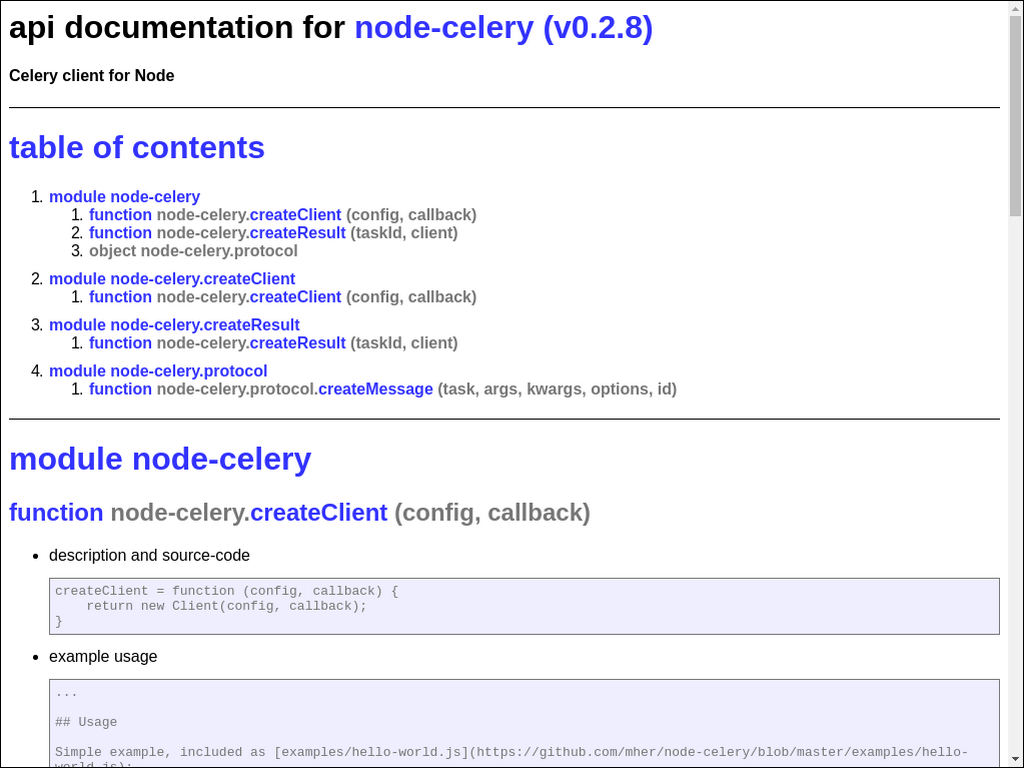 api documentation for node-celery (v0.2.8)
Celery client for Node
table of contents
1. module node-celery
1. function node-celery.createClient (config, callback)
2. function node-celery.createResult (taskId, client)
3. object node-celery.protocol
2. module node-celery.createClient
1. function node-celery.createClient (config, callback)
3. module node-celery.createResult
1. function node-celery.createResult (taskId, client)
4. module node-celery.protocol
1. function node-celery.protocol.createMessage (task, args, kwargs, options, id)
module node-celery
function node-celery.createClient (config, callback)
• description and source-code
createClient = function (config, callback) {
    return new Client(config, callback);
}
• example usage
...
## Usage
Simple example, included as [examples/hello-world.js](https://github.com/mher/node-celery/blob/master/examples/hello-
world.js):